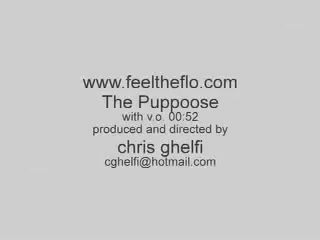 www.feeltheflo.com
The Puppoose
with v.o. 00:52
produced and directed by
chris ghelfi
cghelfi@hotmail.com